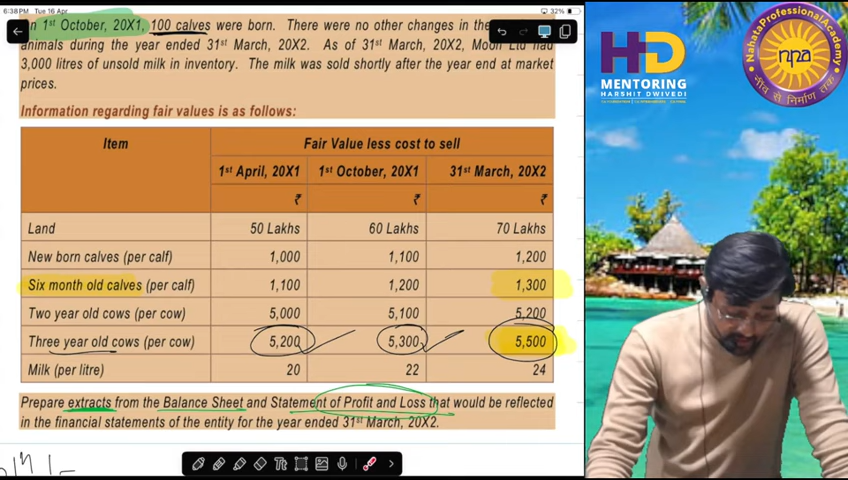 6:38 PM Tue 16 Apr
32%
On 1st October, 20X1, 100 calves were born. There were no other changes in the
animals during the year ended 31st March, 20X2. As of 31st March, 20X2, Moon Ltd had
3,000 litres of unsold milk in inventory. The milk was sold shortly after the year end at market
prices.
Information regarding fair values is as follows:
Item
Fair Value less cost to sell
1st April, 20X1 1st October, 20X1 31st March, 20X2
₹ ₹ ₹
Land 50 Lakhs 60 Lakhs 70 Lakhs
New born calves (per calf) 1,000 1,100 1,200
Six month old calves (per calf) 1,100 1,200 1,300
Two year old cows (per cow) 5,000 5,100 5,200
Three year old cows (per cow) 5,200 5,300 5,500
Milk (per litre) 20 22 24
Prepare extracts from the Balance Sheet and Statement of Profit and Loss that would be reflected
in the financial statements of the entity for the year ended 31st March, 20X2.
HD
MENTORING
HARSHIT DWIVEDI
NahataProfessionalAcademy
npa
नींव से निर्माण तक